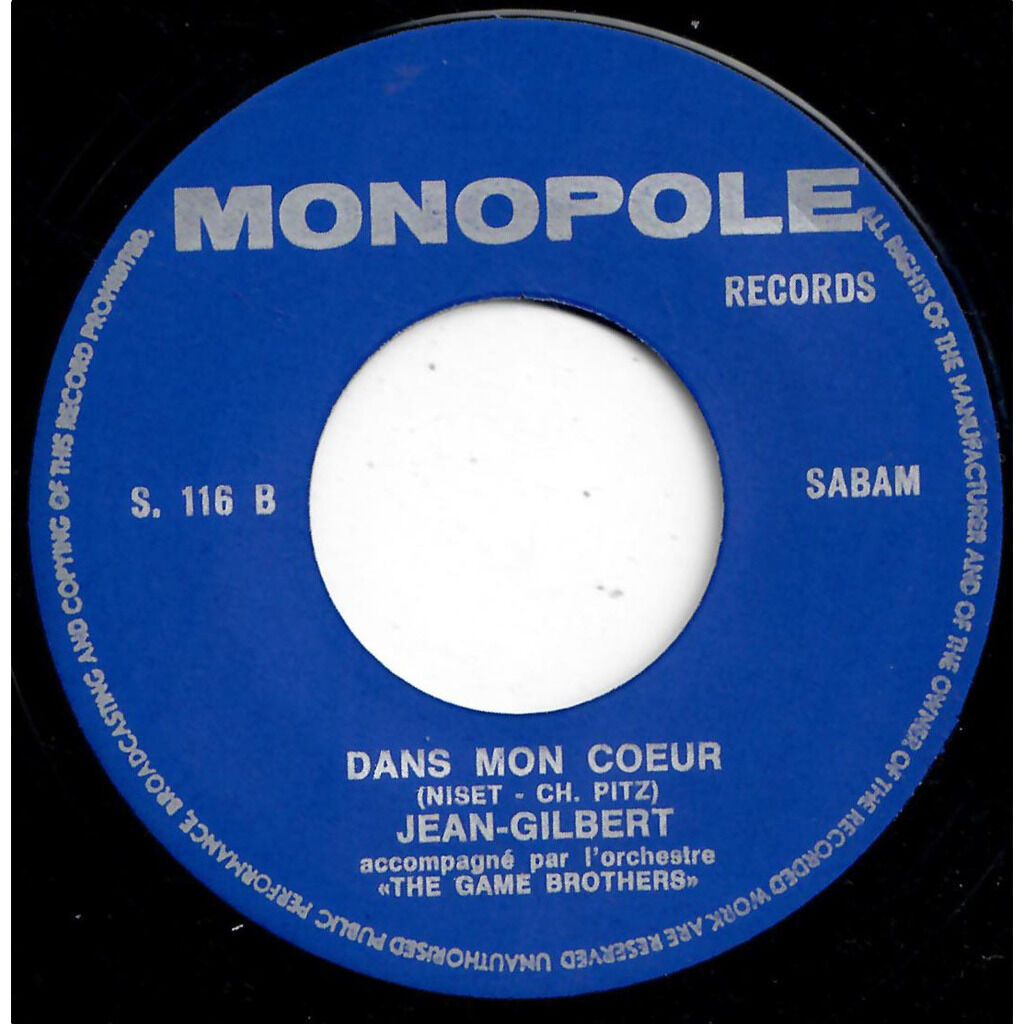 MONOPOLE
RECORDS
S. 116 B
SABAM
DANS MON COEUR
(NISET - CH. PITZ)
JEAN-GILBERT
accompagné par l'orchestre
«THE GAME BROTHERS»
ALL RIGHTS OF THE MANUFACTURER AND OF THE OWNER OF THE RECORDED WORK ARE RESERVED UNAUTHORISED PUBLIC PERFORMANCE, BROADCASTING AND COPYING OF THIS RECORD PROHIBITED.